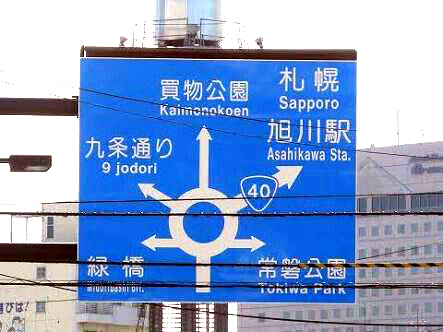 買物公園
Kaimonokoen
札幌
Sapporo
旭川駅
Asahikawa Sta.
九条通り
9 jodori
40
緑橋
常磐公園
Tokiwa Park